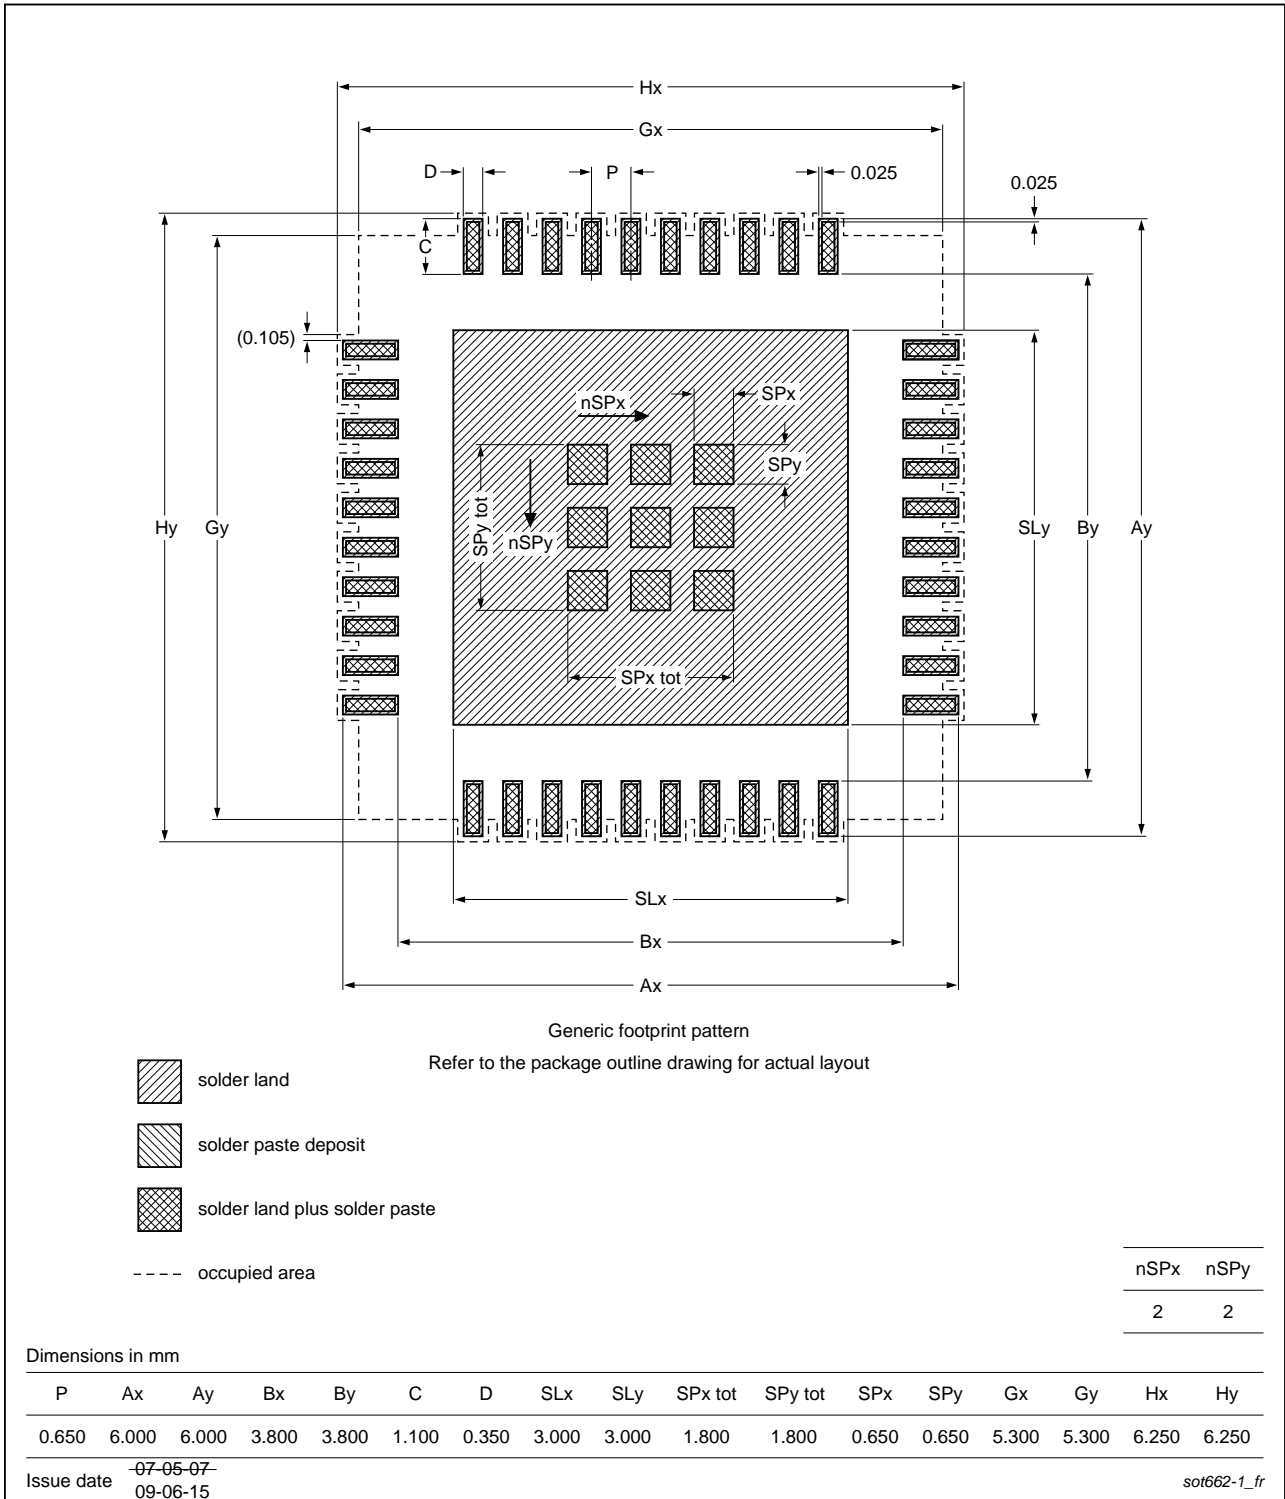 Hx
Gx
D
P
0.025
0.025
C
(0.105)
nSPx
SPx
SPy
SPy tot
nSPy
Hy
Gy
SLy
By
Ay
SPx tot
SLx
Bx
Ax
Generic footprint pattern
Refer to the package outline drawing for actual layout
solder land
solder paste deposit
solder land plus solder paste
occupied area
nSPx nSPy
2 2
Dimensions in mm
P Ax Ay Bx By C D SLx SLy SPx tot SPy tot SPx SPy Gx Gy Hx Hy
0.650 6.000 6.000 3.800 3.800 1.100 0.350 3.000 3.000 1.800 1.800 0.650 0.650 5.300 5.300 6.250 6.250
Issue date
07-05-07
09-06-15
sot662-1_fr